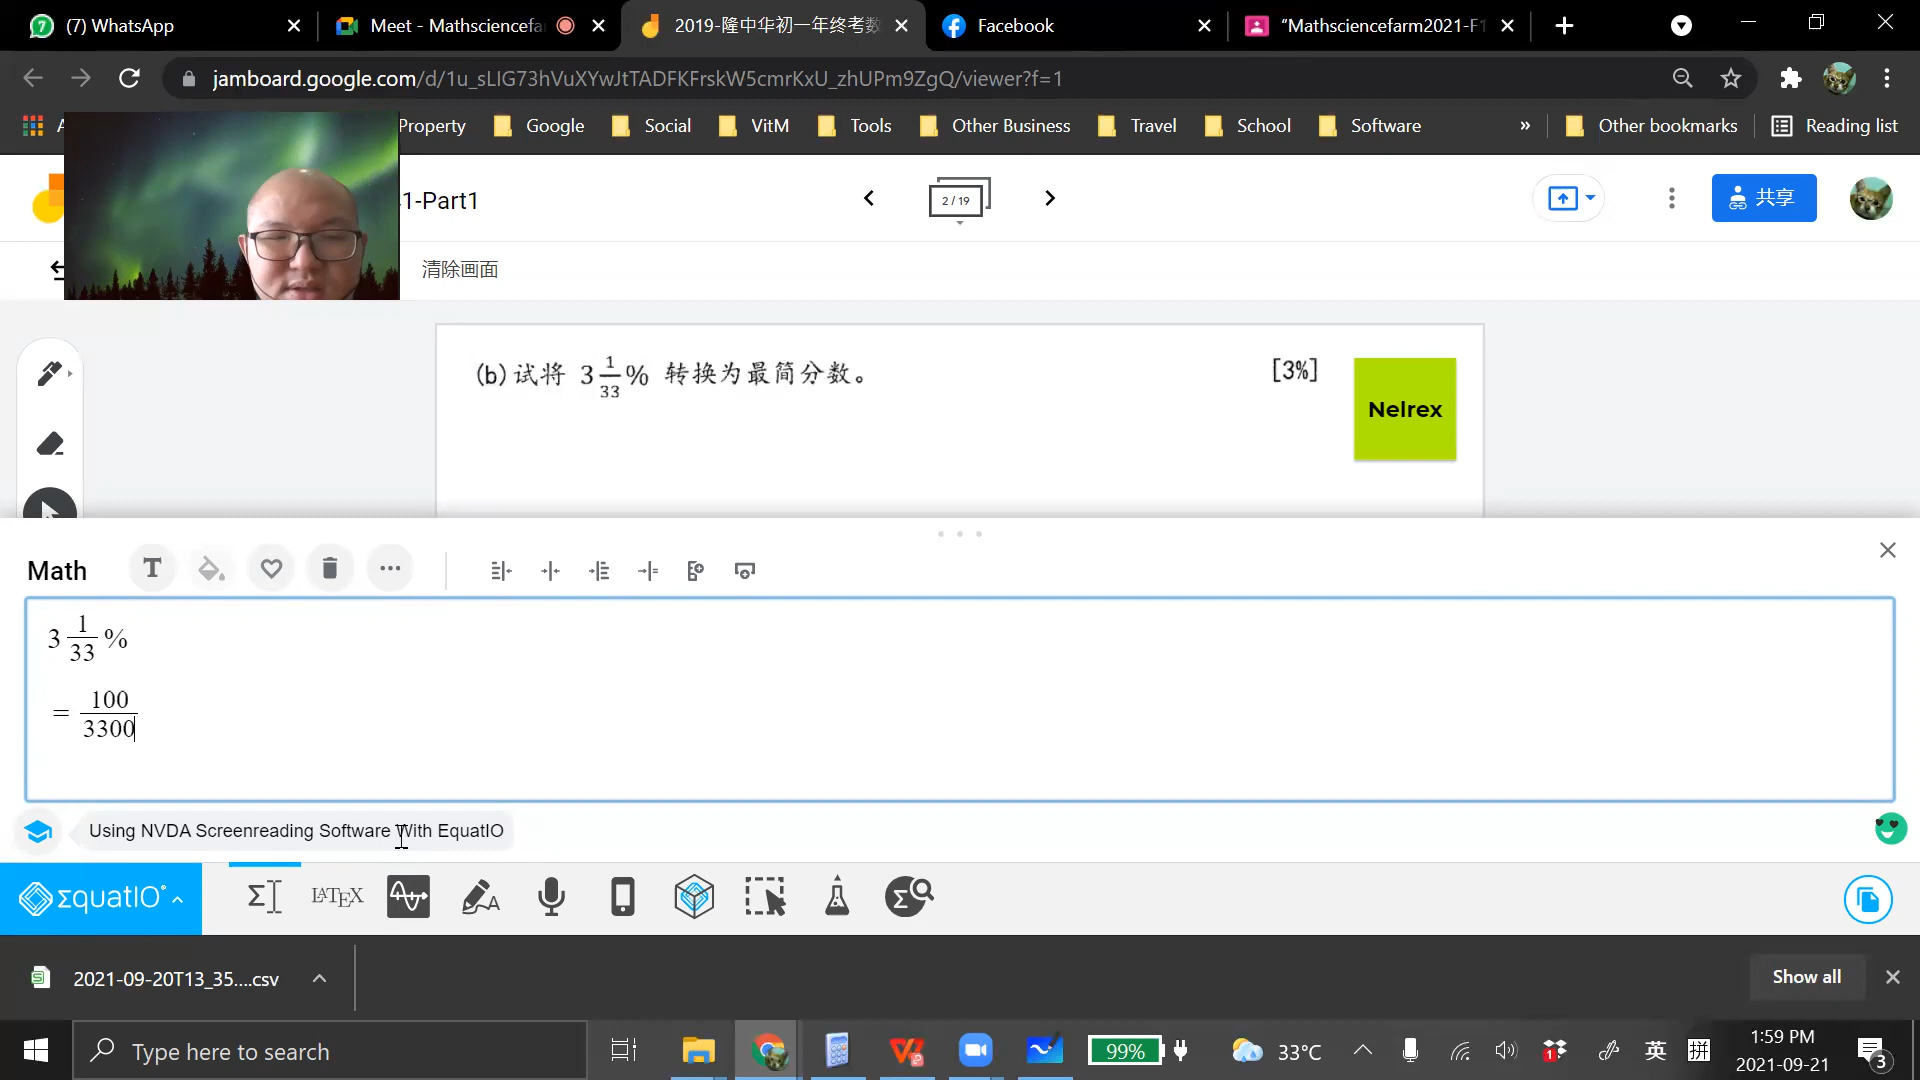 (7) WhatsApp
Meet - Mathsciencefa
2019-隆中华初一年终考数
Facebook
“Mathsciencefarm2021-F1
jamboard.google.com/d/1u_sLIG73hVuXYwJtTADFKFrskW5cmrKxU_zhUPm9ZgQ/viewer?f=1
Property
Google
Social
VitM
Tools
Other Business
Travel
School
Software
»
Other bookmarks
Reading list
1-Part1
2 / 19
共享
清除画面
(b) 试将 3 1/33 % 转换为最简分数。 [3%]
Nelrex
Math
3 1/33 %
= 100/3300
Using NVDA Screenreading Software With EquatIO
ΣquatIO
LATEX
2021-09-20T13_35....csv
Show all
Type here to search
99%
33°C
英
拼
1:59 PM
2021-09-21
3